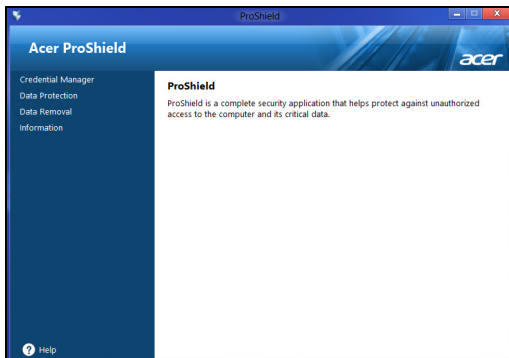 ProShield
Acer ProShield
acer
Credential Manager
Data Protection
Data Removal
Information
ProShield
ProShield is a complete security application that helps protect against unauthorized
access to the computer and its critical data.
? Help